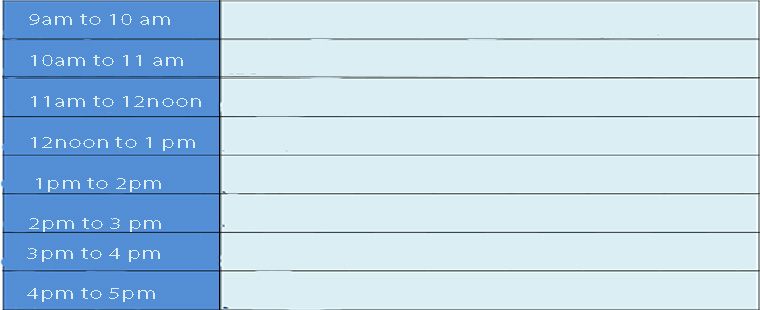 9am to 10 am
10am to 11 am
11am to 12noon
12noon to 1 pm
1pm to 2pm
2pm to 3 pm
3pm to 4 pm
4pm to 5pm